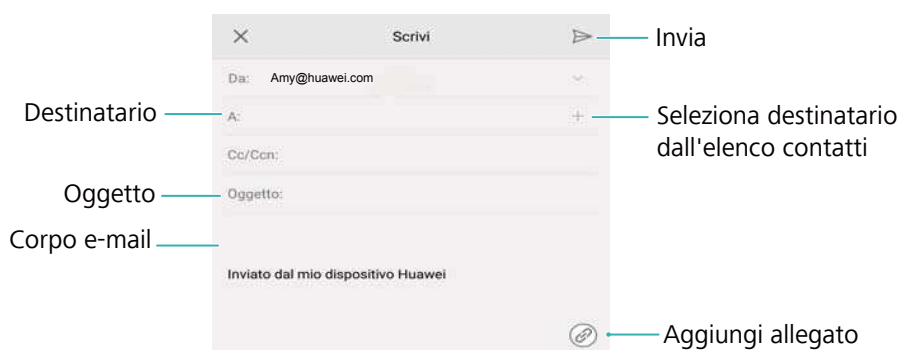 Scrivi
Invia
Da: Amy@huawei.com
Destinatario
A:
Seleziona destinatario
dall'elenco contatti
Cc/Ccn:
Oggetto
Oggetto:
Corpo e-mail
Inviato dal mio dispositivo Huawei
Aggiungi allegato